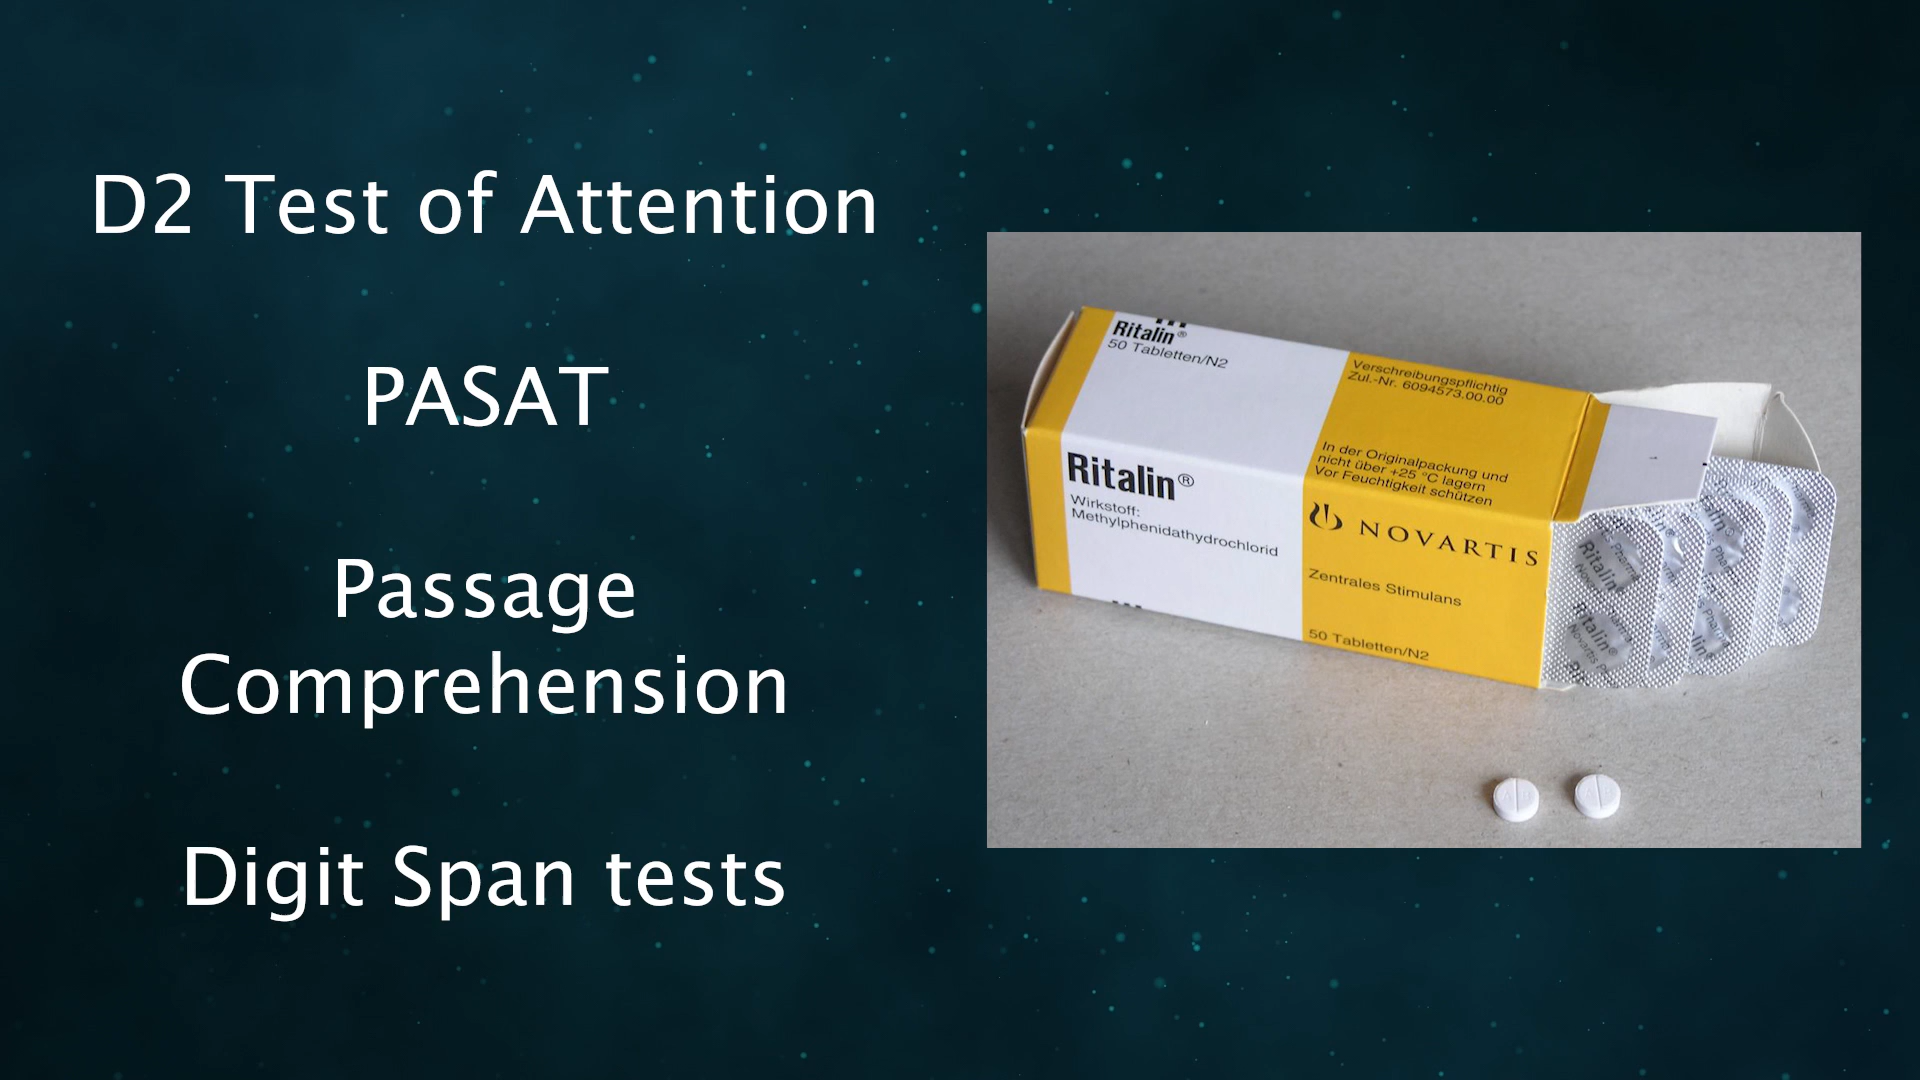 D2 Test of Attention
PASAT
Passage
Comprehension
Digit Span tests
Ritalin®
50 Tabletten/N2
Verschreibungspflichtig
Zul.-Nr. 6094573.00.00
In der Originalpackung und
nicht über +25 °C lagern
Vor Feuchtigkeit schützen
Ritalin®
Wirkstoff:
Methylphenidathydrochlorid
NOVARTIS
Zentrales Stimulans
50 Tabletten/N2
Ritalin
Ritalin®